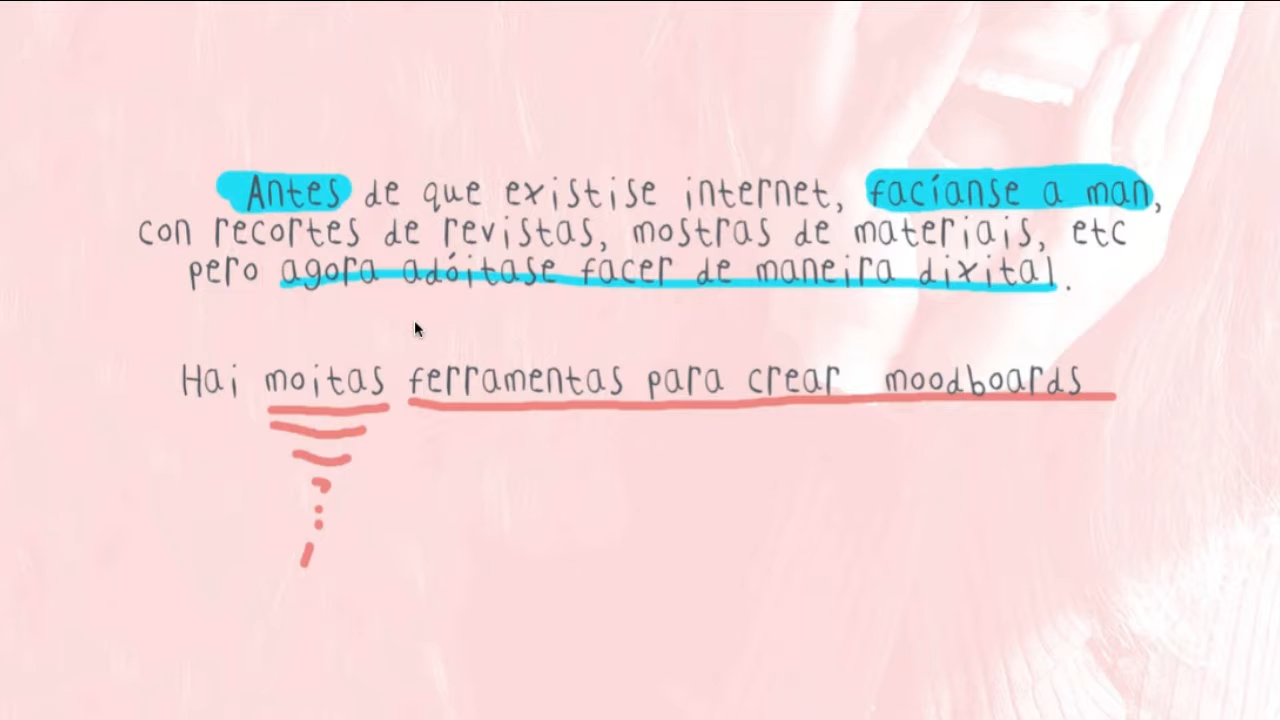 Antes de que existise internet, facíanse a man,
con recortes de revistas, mostras de materiais, etc
pero agora adóitase facer de maneira dixital.
Hai moitas ferramentas para crear moodboards